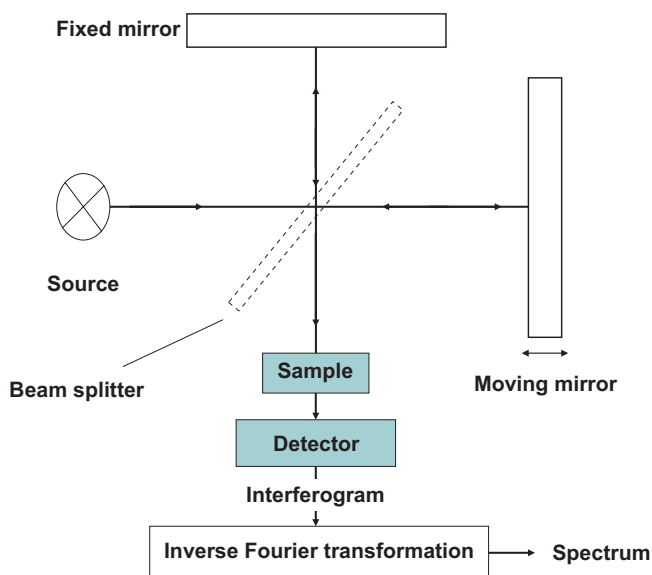 Fixed mirror
Source
Beam splitter
Moving mirror
Sample
Detector
Interferogram
Inverse Fourier transformation
Spectrum